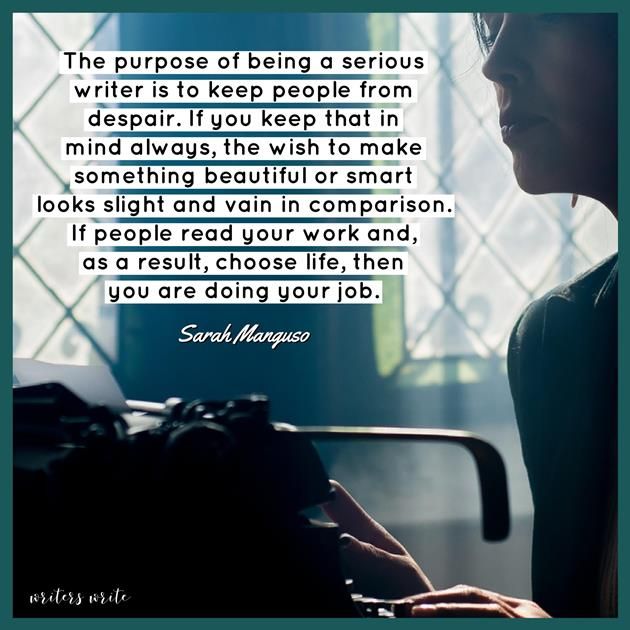 The purpose of being a serious
writer is to keep people from
despair. If you keep that in
mind always, the wish to make
something beautiful or smart
looks slight and vain in comparison.
If people read your work and,
as a result, choose life, then
you are doing your job.
Sarah Manguso
writers write